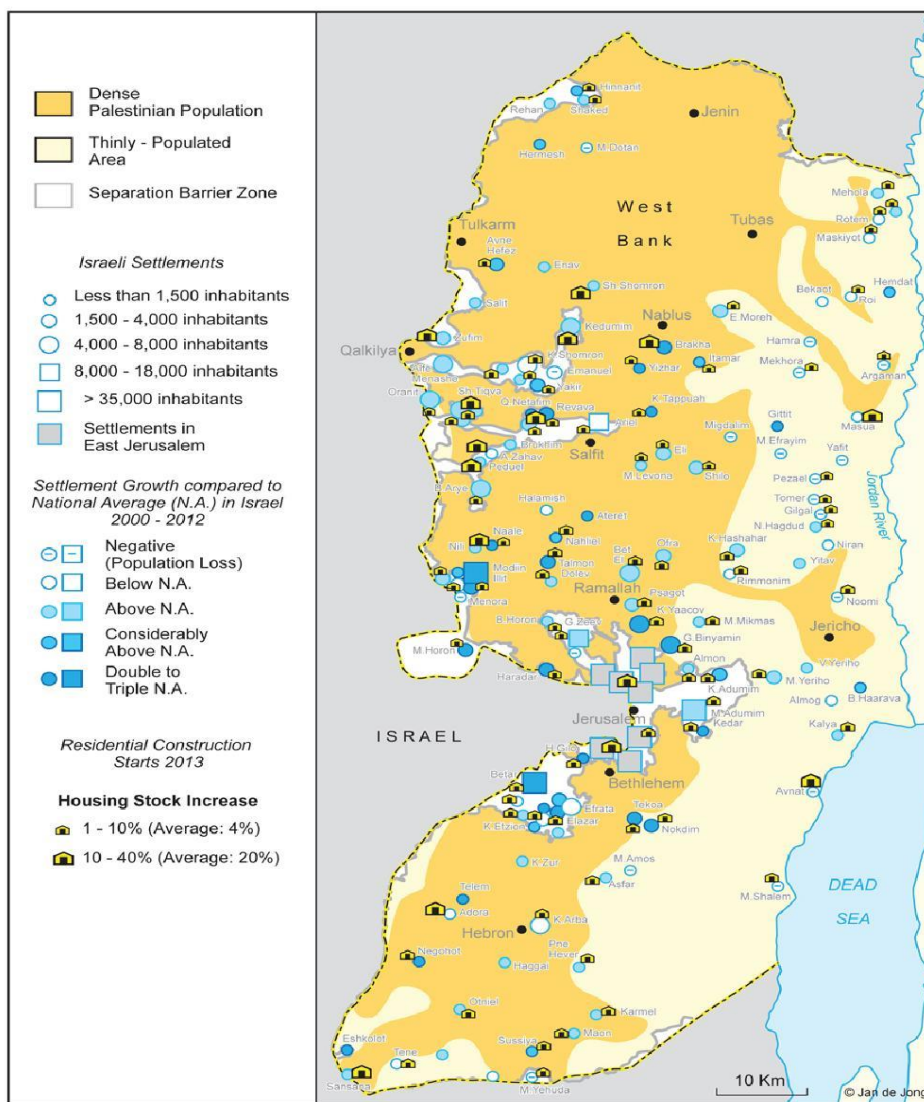 Dense
Palestinian Population
Thinly - Populated
Area
Separation Barrier Zone
Israeli Settlements
Less than 1,500 inhabitants
1,500 - 4,000 inhabitants
4,000 - 8,000 inhabitants
8,000 - 18,000 inhabitants
> 35,000 inhabitants
Settlements in
East Jerusalem
Settlement Growth compared to
National Average (N.A.) in Israel
2000 - 2012
Negative
(Population Loss)
Below N.A.
Above N.A.
Considerably
Above N.A.
Double to
Triple N.A.
Residential Construction
Starts 2013
Housing Stock Increase
1 - 10% (Average: 4%)
10 - 40% (Average: 20%)
Hinnanit
Rehan
Shaked
Jenin
Hermesh
M.Dotan
Mehola
West
Bank
Rotem
Tulkarm
Tubas
Maskiyot
Avne
Hefez
Enav
Sh.Shomron
Hemdat
Bekaot
Roi
Salit
Nablus
E.Moreh
Kedumim
Zufim
Qalkilya
Brakha
Hamra
K.Shomron
Itamar
Mekhora
Alfe
Menashe
Emanuel
Yizhar
Argaman
Yakir
Oranit
Sh.Tiqva
Q.Netafim
Revava
K.Tappuah
Gittit
Masua
Ariel
Migdalim
Brokhim
Salfit
M.Efrayim
A.Zahav
Eli
Yafit
Peduel
M.Levona
Shilo
Pezael
B.Arye
Halamish
Tomer
Gilgal
Ateret
N.Hagdud
Jordan River
Naale
Nahliel
Nili
Ofra
K.Hashahar
Niran
Talmon
Bet
El
Modiin
Illit
Dolev
Yitav
Rimmonim
Menora
Ramallah
Psagot
Noomi
K.Yaacov
B.Horon
G.Zeev
M.Mikmas
Jericho
M.Horon
G.Binyamin
Haradar
Almon
V.Yeriho
M.Yeriho
K.Adumim
B.Haarava
Almog
Jerusalem
M.Adumim
ISRAEL
Kedar
Kalya
H.Gilo
Betar
Bethlehem
Avnat
Efrata
Tekoa
Elazar
Nokdim
K.Etzion
K.Zur
M.Amos
Asfar
M.Shalem
Telem
DEAD
SEA
Adora
K.Arba
Hebron
Pne
Hever
Negohot
Haggai
Otniel
Karmel
Eshkolot
Sussiya
Maon
Tene
Sansana
M.Yehuda
10 Km
© Jan de Jong